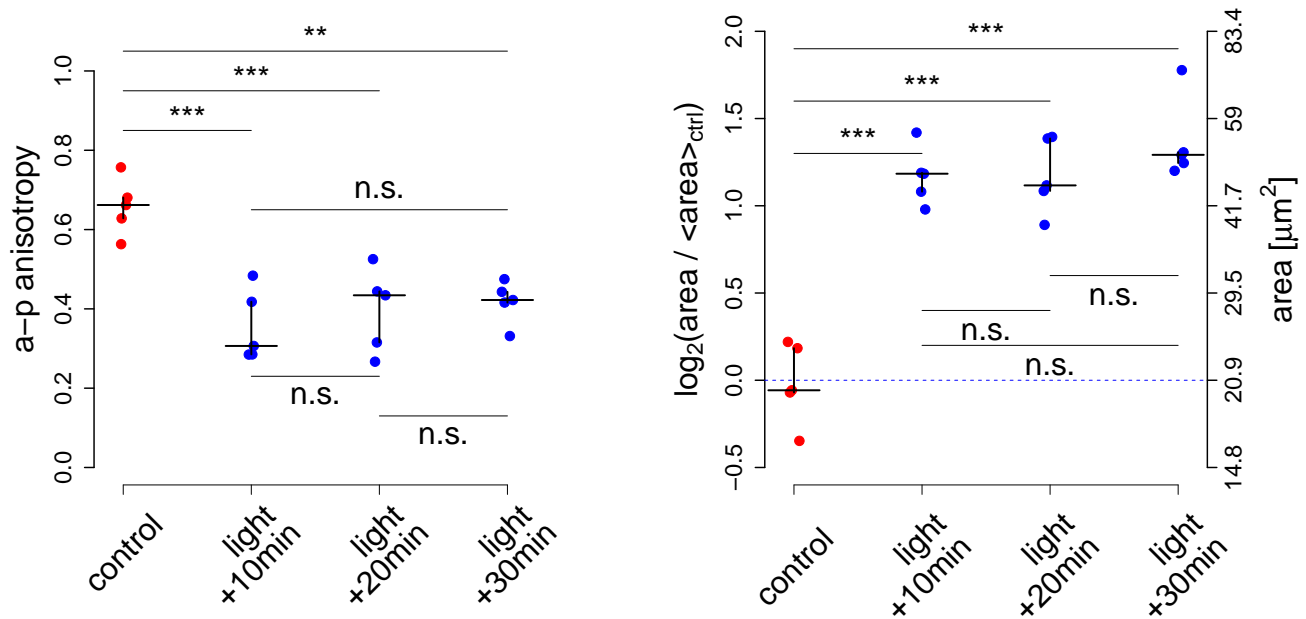 a−p anisotropy
0.0
0.2
0.4
0.6
0.8
1.0
**
***
***
n.s.
n.s.
n.s.
control
light
+10min
light
+20min
light
+30min
log₂(area / <area>ctrl)
−0.5
0.0
0.5
1.0
1.5
2.0
***
***
***
n.s.
n.s.
n.s.
control
light
+10min
light
+20min
light
+30min
14.8
20.9
29.5
41.7
59
83.4
area [μm²]